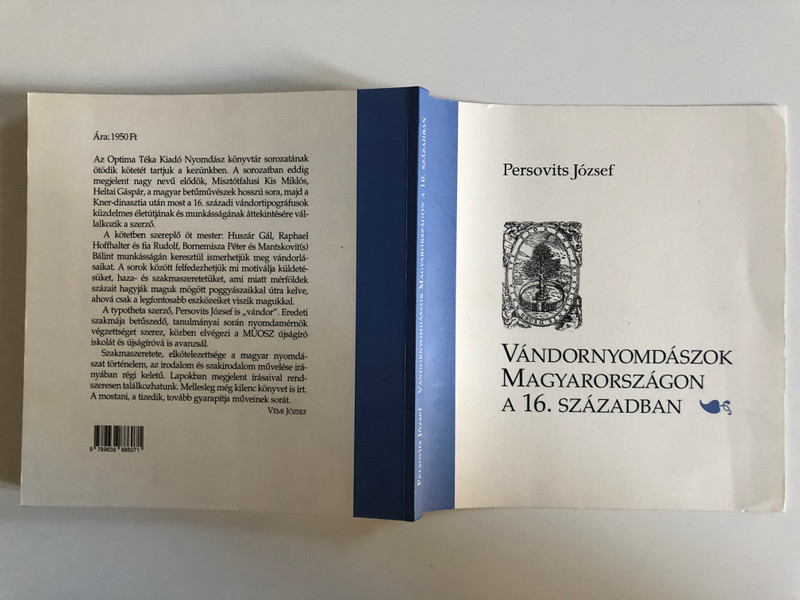 Ára: 1950 Ft
Az Optima Téka Kiadó Nyomdász könyvtár sorozatának
ötödik kötetét tartjuk a kezünkben. A sorozatban eddig
megjelent nagy nevű elődök, Misztótfalusi Kis Miklós,
Heltai Gáspár, a magyar betűművészek hosszú sora, majd a
Kner-dinasztia után most a 16. századi vándortipográfusok
küzdelmes életútjának és munkásságának áttekintésére vál-
lalkozik a szerző.
A kötetben szereplő öt mester: Huszár Gál, Raphael
Hoffhalter és fia Rudolf, Bornemisza Péter és Mantskovit(s)
Bálint munkásságán keresztül ismerhetjük meg vándorlá-
saikat. A sorok között felfedezhetjük mi motiválja küldeté-
süket, haza- és szakmaszeretetüket, ami miatt mérföldek
százait hagyják maguk mögött poggyászaikkal útra kelve,
ahová csak a legfontosabb eszközeiket viszik magukkal.
A typotheta szerző, Persovits József is „vándor”. Eredeti
szakmája betűszedő, tanulmányai során nyomdamérnök
végzettséget szerez, közben elvégezi a MÚOSZ újságíró
iskolát és újságíróvá is avanzsál.
Szakmaszeretete, elkötelezettsége a magyar nyomdá-
szat történelem, az irodalom és szakirodalom művelése irá-
nyában régi keletű. Lapokban megjelent írásaival rend-
szeresen találkozhatunk. Mellesleg még kilenc könyvet is írt.
A mostani, a tizedik, tovább gyarapítja műveinek sorát.
Vémi József
9 789638 886071
Persovits József Vándornyomdászok Magyarországon a 16. században
Persovits József
Vándornyomdászok
Magyarországon
a 16. században